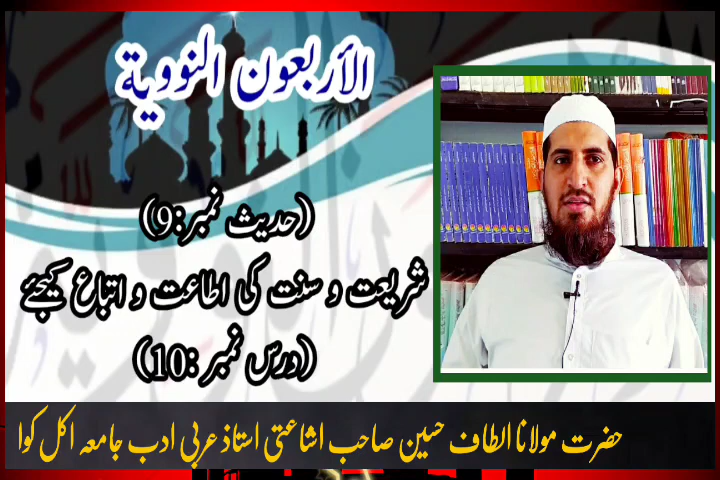 الأربعون النووية
(حدیث نمبر:9)
شریعت و سنت کی اطاعت و اتباع کیجئے
(درس نمبر:10)
حضرت مولانا الطاف حسین صاحب اشاعتی استاذ عربی ادب جامعہ اکل کوا